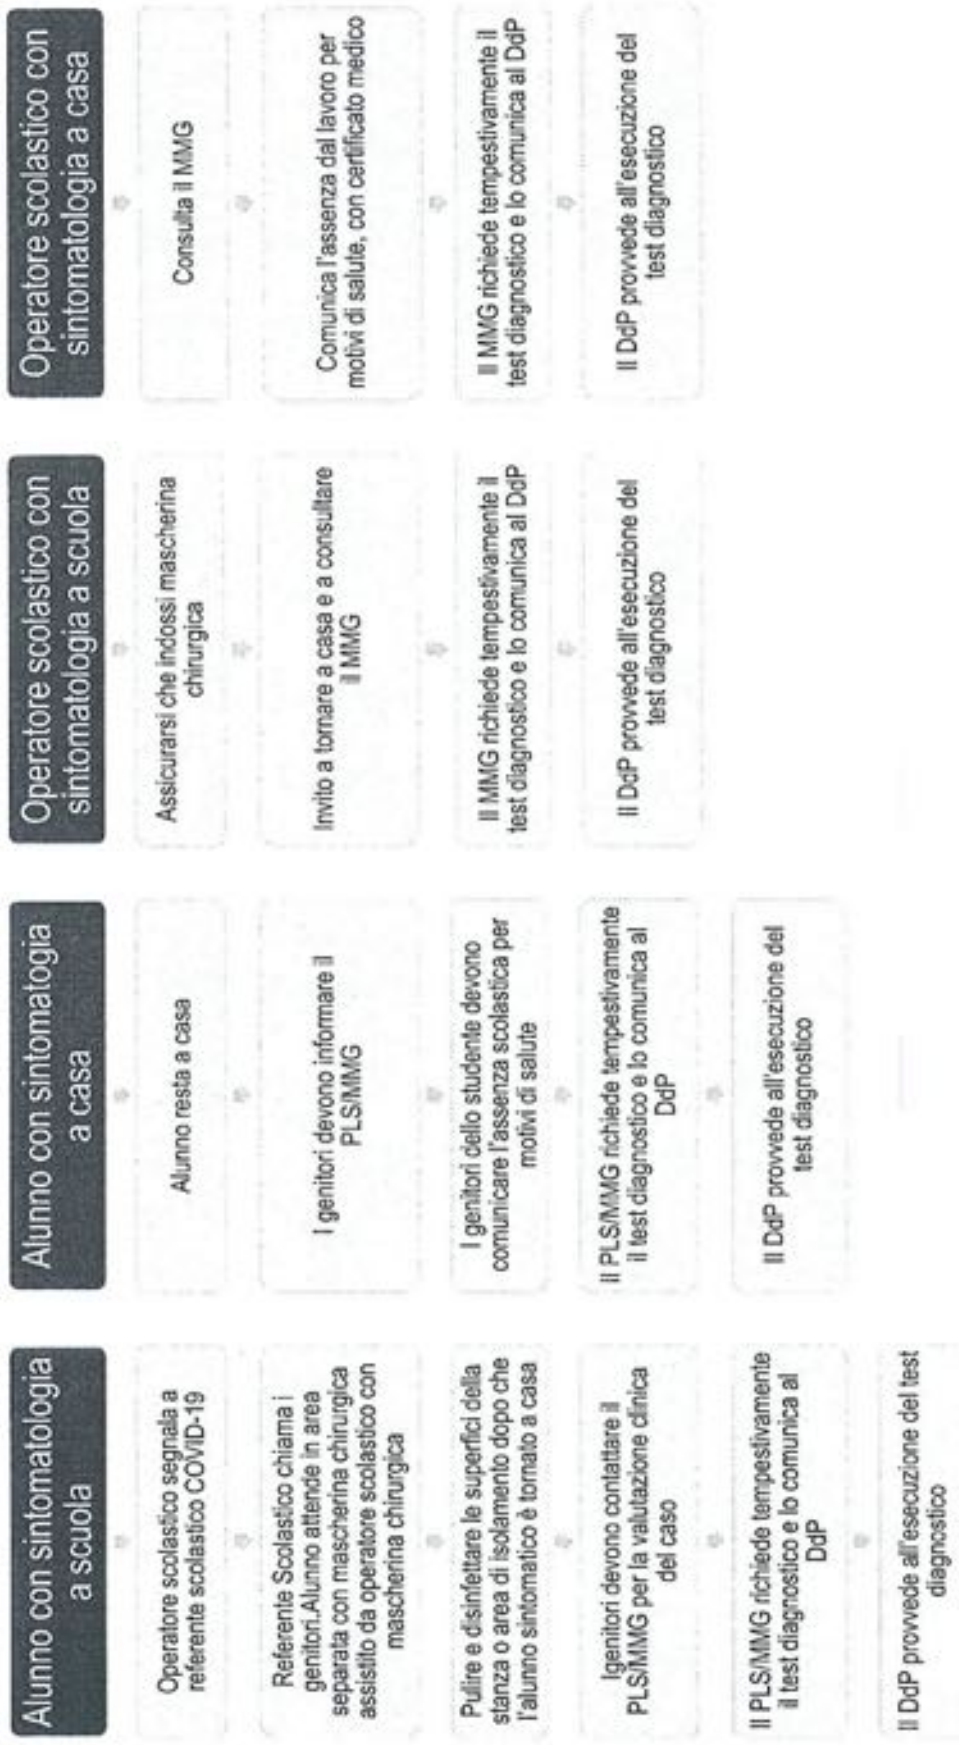 Alunno con sintomatologia
a scuola
Operatore scolastico segnala a
referente scolastico COVID-19
Referente Scolastico chiama i
genitori.Alunno attende in area
separata con mascherina chirurgica
assistito da operatore scolastico con
mascherina chirurgica
Pulire e disinfettare le superfici della
stanza o area di isolamento dopo che
l'alunno sintomatico è tornato a casa
Igenitori devono contattare il
PLS/MMG per la valutazione clinica
del caso
Il PLS/MMG richiede tempestivamente
il test diagnostico e lo comunica al
DdP
Il DdP provvede all'esecuzione del test
diagnostico
Alunno con sintomatogia
a casa
Alunno resta a casa
I genitori devono informare il
PLS/MMG
I genitori dello studente devono
comunicare l'assenza scolastica per
motivi di salute
Il PLS/MMG richiede tempestivamente
il test diagnostico e lo comunica al
DdP
Il DdP provvede all'esecuzione del
test diagnostico
Operatore scolastico con
sintomatologia a scuola
Assicurarsi che indossi mascherina
chirurgica
Invito a tornare a casa e a consultare
il MMG
Il MMG richiede tempestivamente il
test diagnostico e lo comunica al DdP
Il DdP provvede all'esecuzione del
test diagnostico
Operatore scolastico con
sintomatologia a casa
Consulta il MMG
Comunica l'assenza dal lavoro per
motivi di salute, con certificato medico
Il MMG richiede tempestivamente il
test diagnostico e lo comunica al DdP
Il DdP provvede all'esecuzione del
test diagnostico